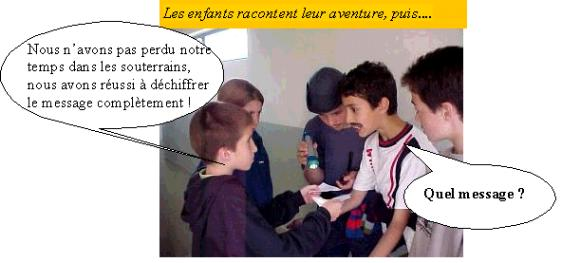 Les enfants racontent leur aventure, puis....
Nous n'avons pas perdu notre
temps dans les souterrains,
nous avons réussi à déchiffrer
le message complètement !
Quel message ?